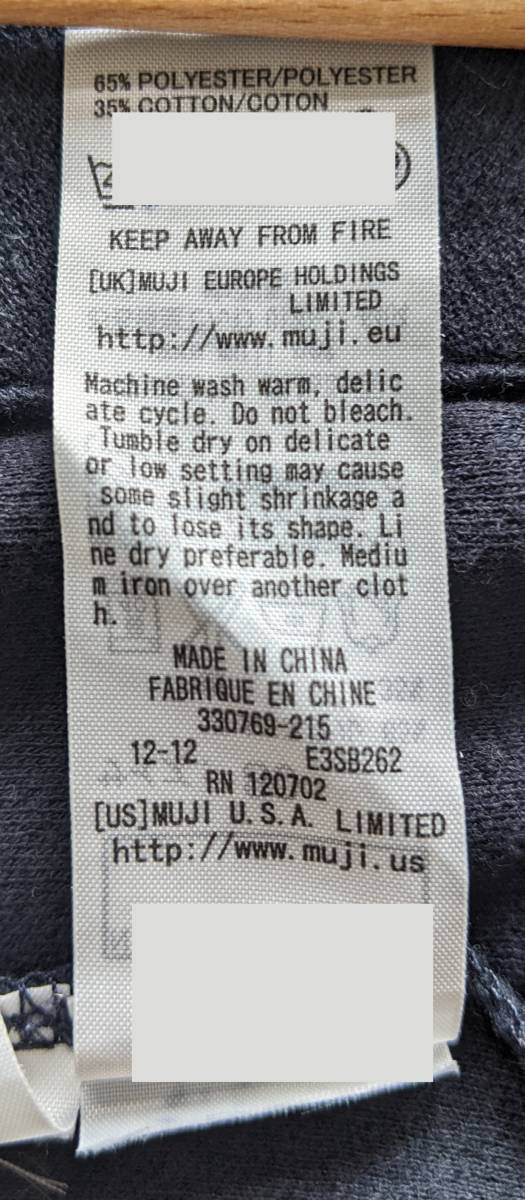 65% POLYESTER/POLYESTER
35% COTTON/COTON
KEEP AWAY FROM FIRE
[UK]MUJI EUROPE HOLDINGS
LIMITED
http://www.muji.eu
Machine wash warm, delic
ate cycle. Do not bleach.
Tumble dry on delicate
or low setting may cause
some slight shrinkage a
nd to lose its shape. Li
ne dry preferable. Mediu
m iron over another clot
h.
MADE IN CHINA
FABRIQUE EN CHINE
330769-215
12-12 E3SB262
RN 120702
[US]MUJI U.S.A. LIMITED
http://www.muji.us